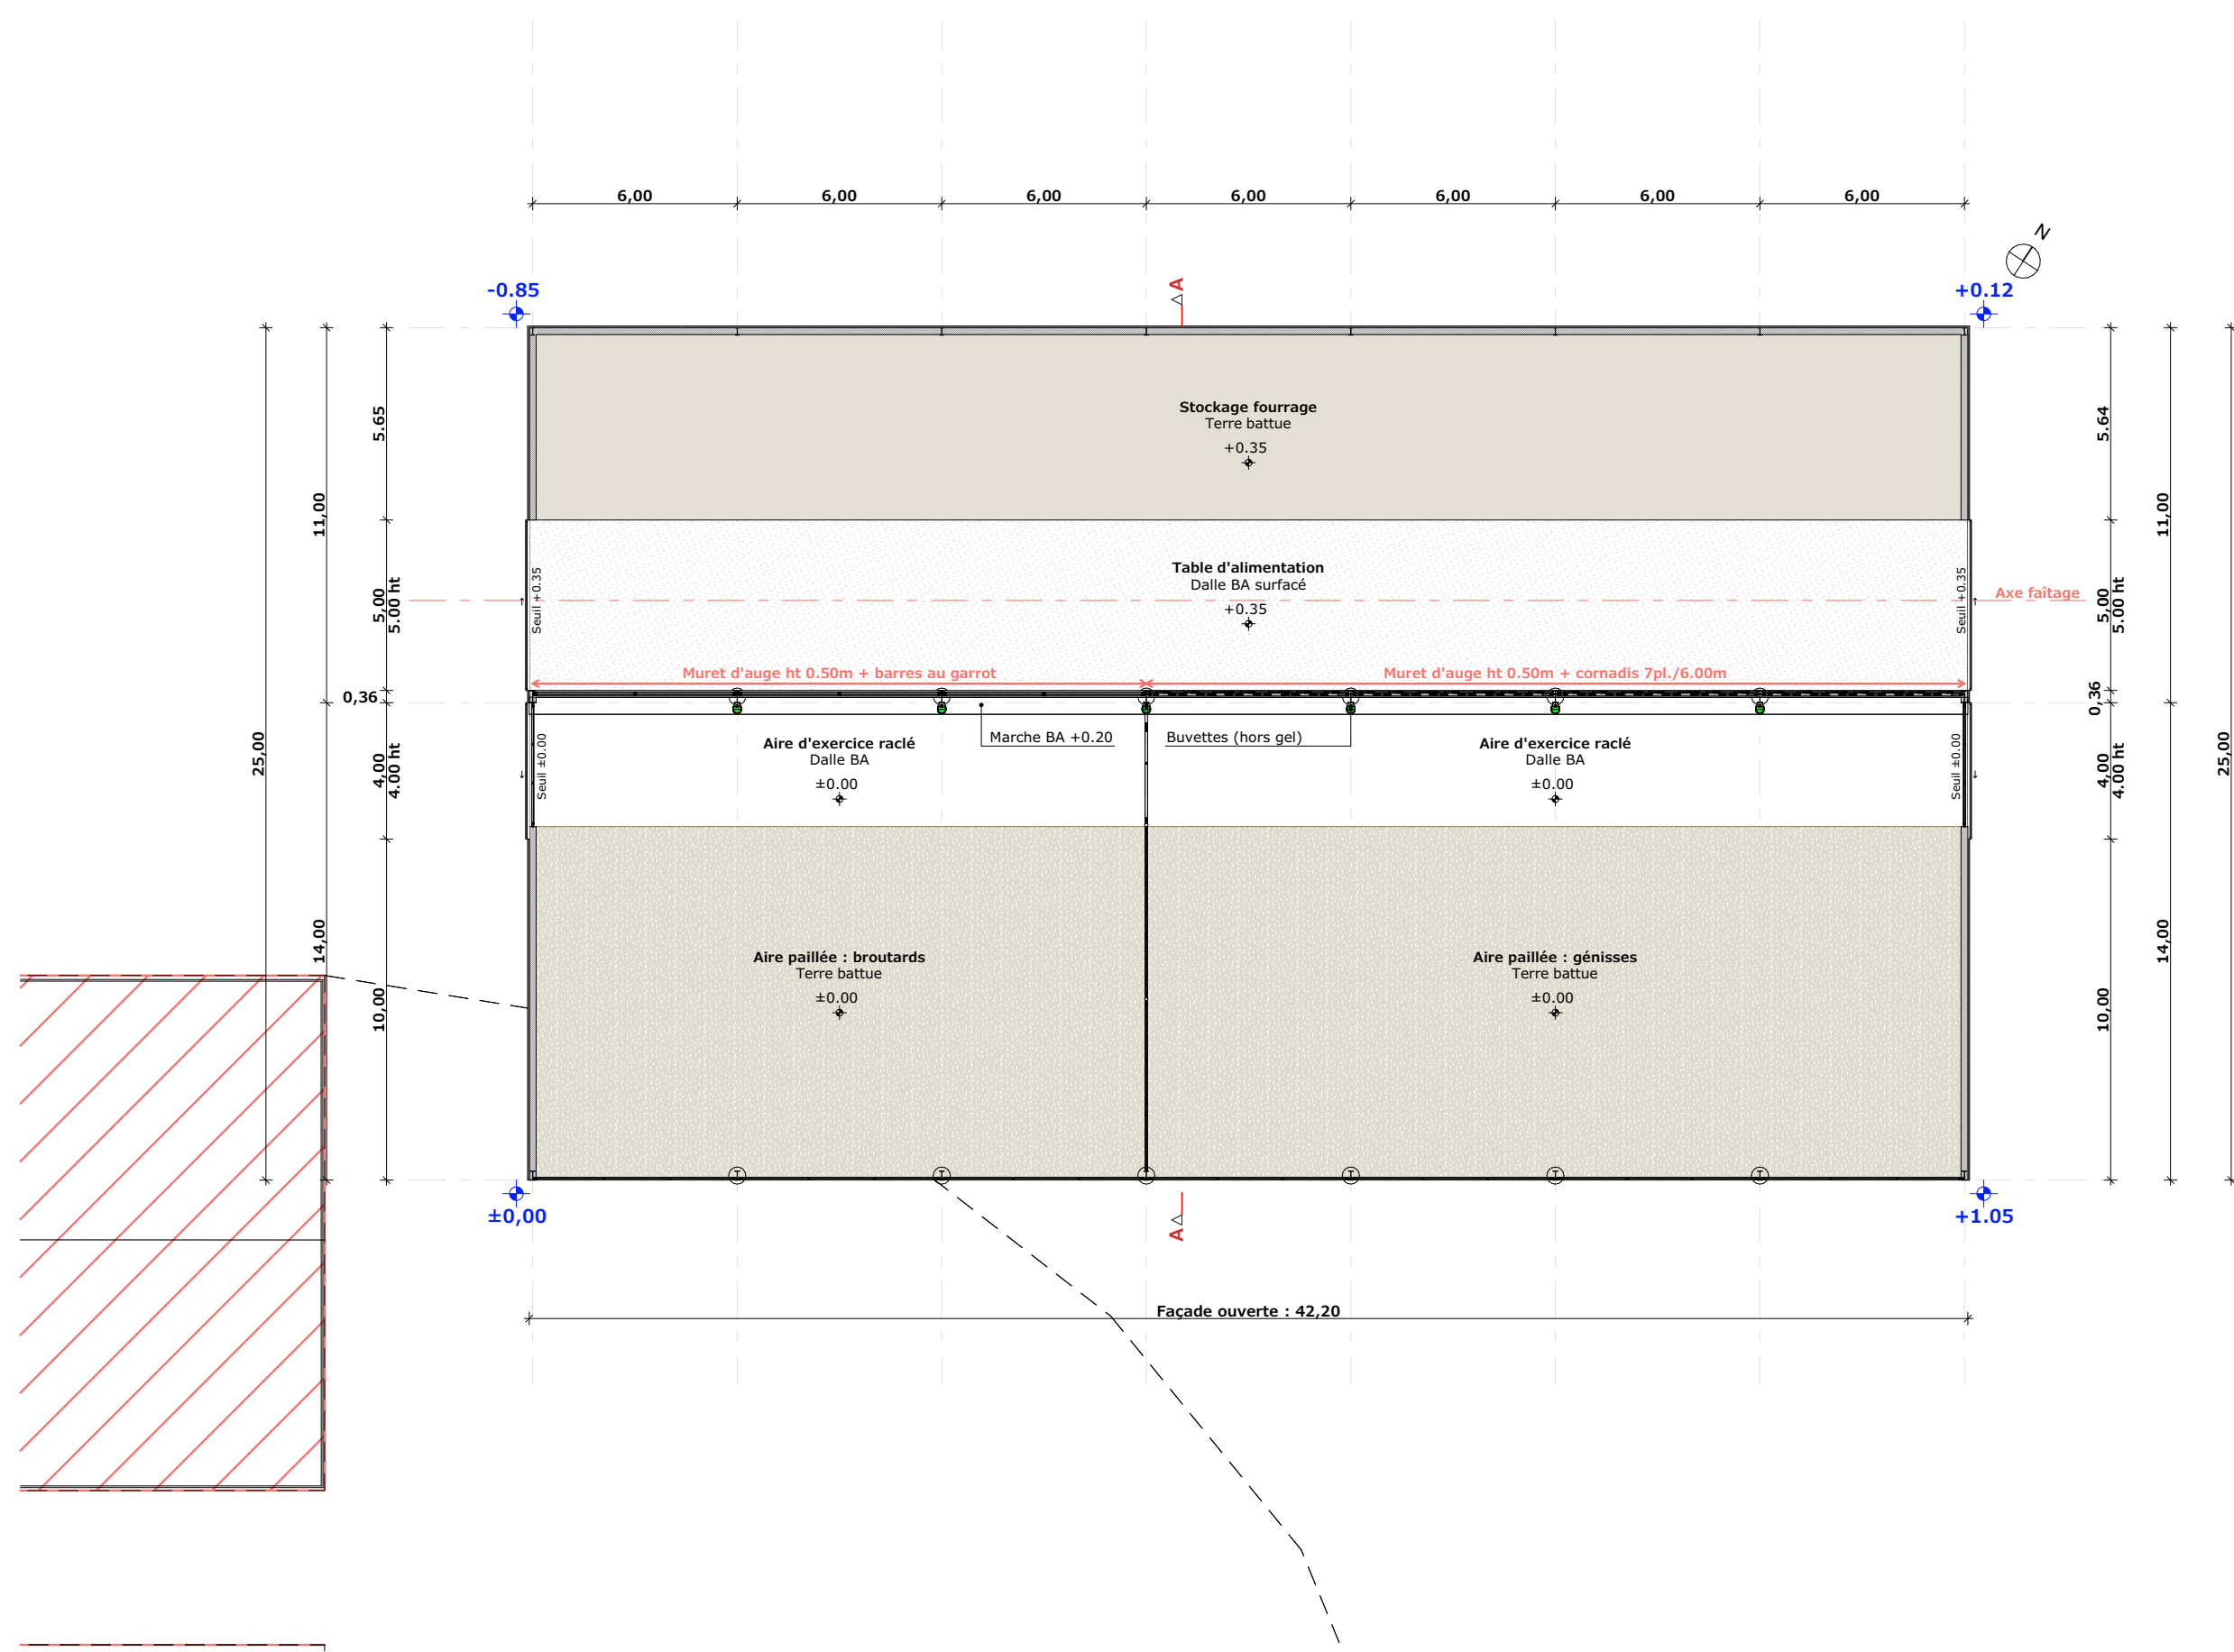 6,00
6,00
6,00
6,00
6,00
6,00
6,00
N
A
-0.85
+0.12
Stockage fourrage
Terre battue
+0.35
5.65
5.64
11,00
11,00
Table d'alimentation
Dalle BA surfacé
+0.35
Seuil +0.35
Seuil +0.35
Axe faîtage
5,00
5.00 ht
5,00
5.00 ht
Muret d'auge ht 0.50m + barres au garrot
Muret d'auge ht 0.50m + cornadis 7pl./6.00m
0,36
0,36
Marche BA +0.20
Buvettes (hors gel)
Aire d'exercice raclé
Dalle BA
±0.00
Aire d'exercice raclé
Dalle BA
±0.00
Seuil ±0.00
Seuil ±0.00
25,00
25,00
4,00
4.00 ht
4,00
4.00 ht
14,00
14,00
Aire paillée : broutards
Terre battue
±0.00
Aire paillée : génisses
Terre battue
±0.00
10,00
10,00
±0,00
+1.05
A
Façade ouverte : 42,20